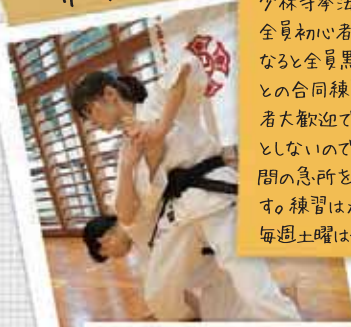 少林寺拳法
全員初心者
なると全員黒
との合同練
者大歓迎で
としないので
間の急所を
す。練習は
毎週土曜は